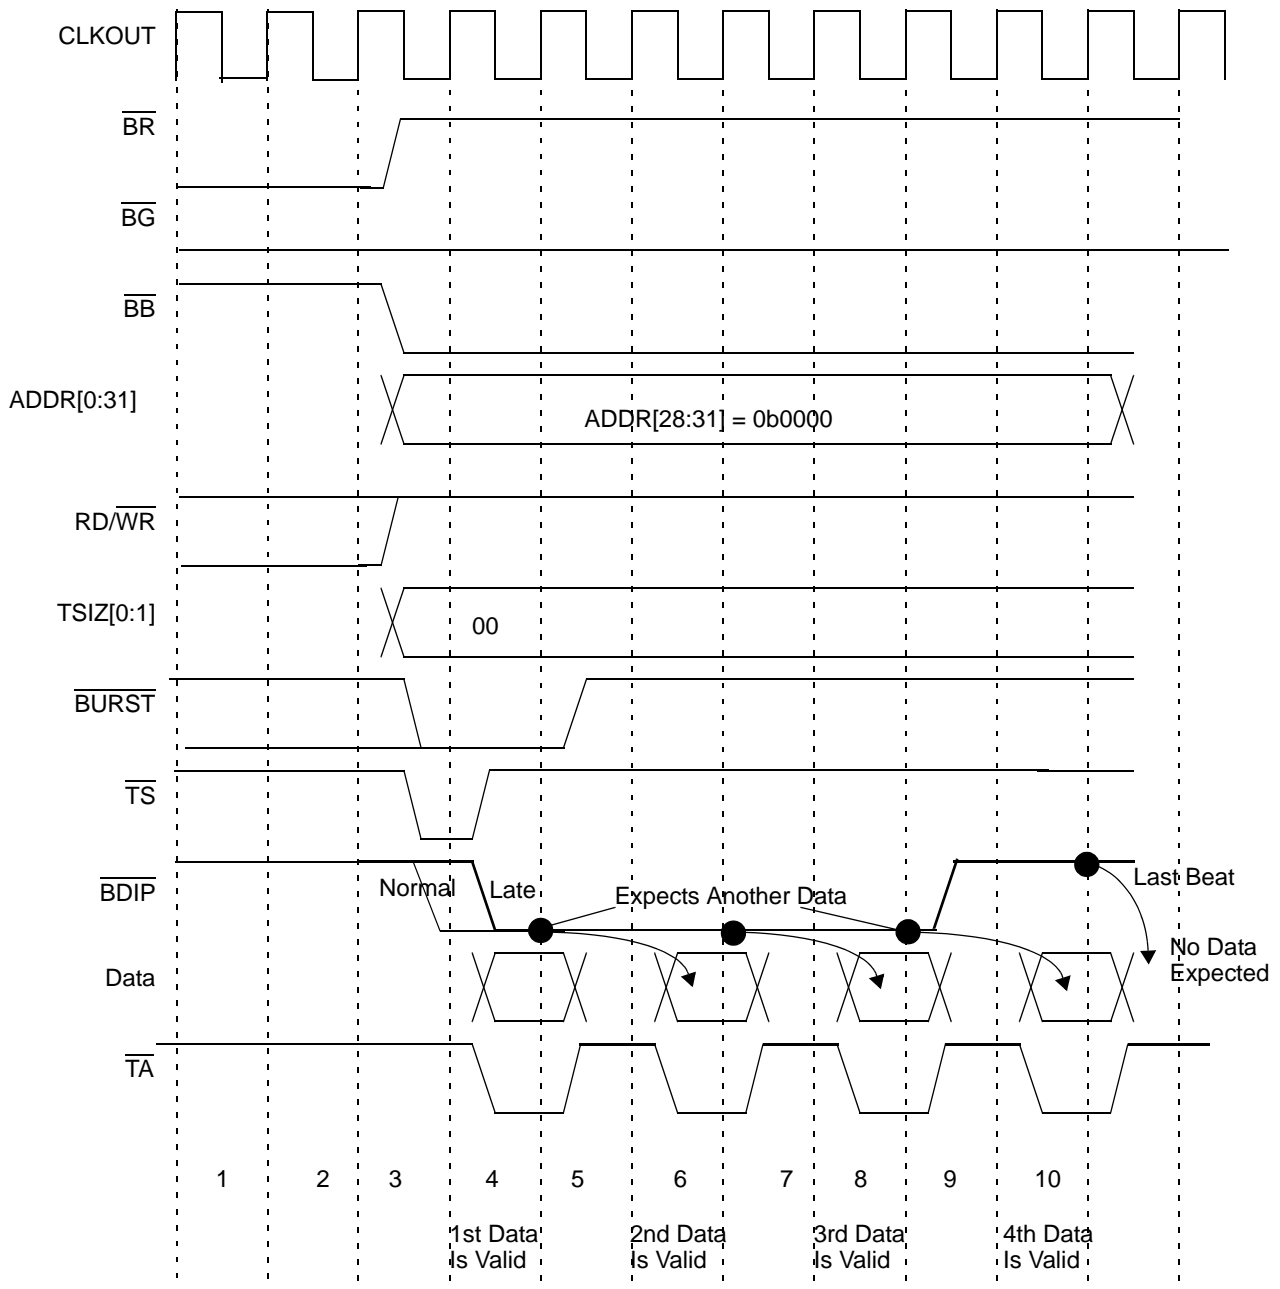 CLKOUT
BR
BG
BB
ADDR[0:31]
ADDR[28:31] = 0b0000
RD/WR
TSIZ[0:1]
00
BURST
TS
BDIP
Normal
Late
Expects Another Data
Last Beat
No Data
Expected
Data
TA
1 2 3 4 5 6 7 8 9 10
1st Data
Is Valid
2nd Data
Is Valid
3rd Data
Is Valid
4th Data
Is Valid